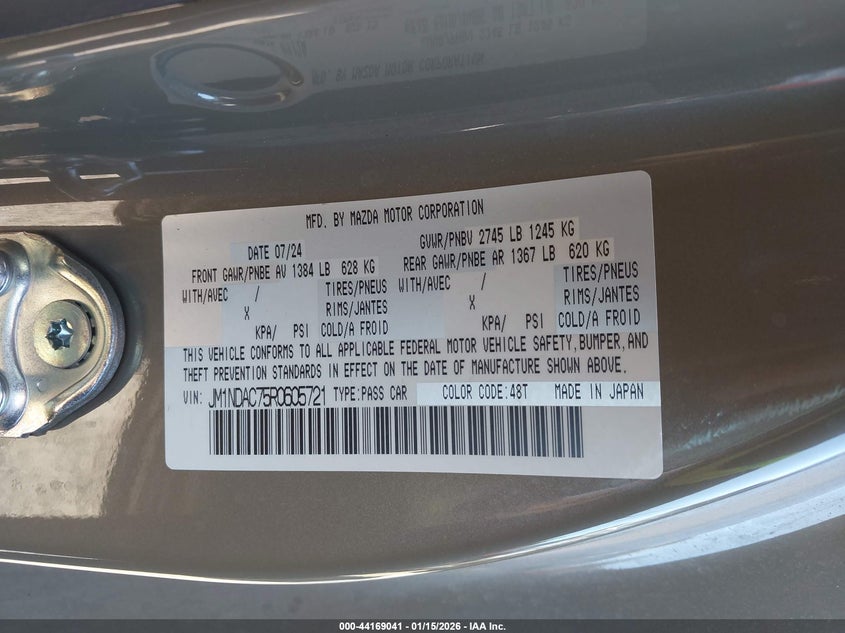 MFD. BY MAZDA MOTOR CORPORATION
DATE 07/24 GVWR/PNBV 2745 LB 1245 KG
FRONT GAWR/PNBE AV 1384 LB 628 KG REAR GAWR/PNBE AR 1367 LB 620 KG
WITH/AVEC / TIRES/PNEUS WITH/AVEC / TIRES/PNEUS
X RIMS/JANTES X RIMS/JANTES
KPA/ PSI COLD/A FROID KPA/ PSI COLD/A FROID
THIS VEHICLE CONFORMS TO ALL APPLICABLE FEDERAL MOTOR VEHICLE SAFETY, BUMPER, AND
THEFT PREVENTION STANDARDS IN EFFECT ON THE DATE OF MANUFACTURE SHOWN ABOVE.
VIN: JM1NDAC75R0605721 TYPE:PASS CAR COLOR CODE:48T MADE IN JAPAN
000-44169041 - 01/15/2026 - IAA Inc.